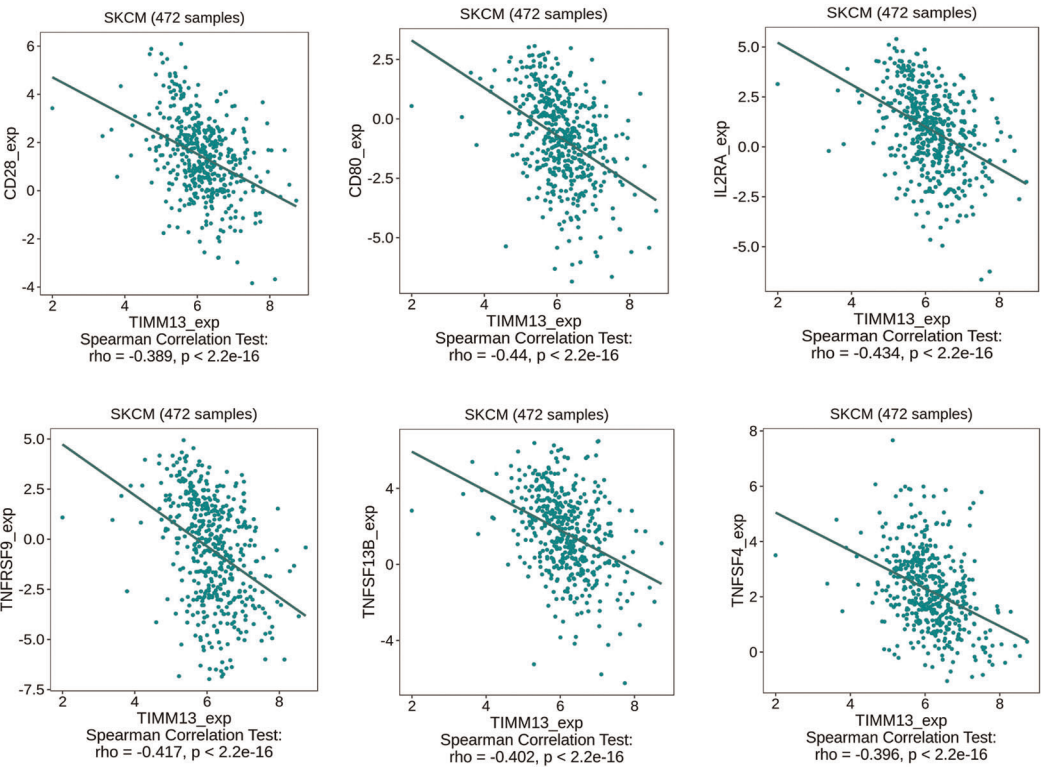 SKCM (472 samples)
CD28_exp
6
4
2
0
-2
-4
2
4
6
8
TIMM13_exp
Spearman Correlation Test:
rho = -0.389, p < 2.2e-16
SKCM (472 samples)
CD80_exp
2.5
0.0
-2.5
-5.0
2
4
6
8
TIMM13_exp
Spearman Correlation Test:
rho = -0.44, p < 2.2e-16
SKCM (472 samples)
IL2RA_exp
5.0
2.5
0.0
-2.5
-5.0
2
4
6
8
TIMM13_exp
Spearman Correlation Test:
rho = -0.434, p < 2.2e-16
SKCM (472 samples)
TNFRSF9_exp
5.0
2.5
0.0
-2.5
-5.0
-7.5
2
4
6
8
TIMM13_exp
Spearman Correlation Test:
rho = -0.417, p < 2.2e-16
SKCM (472 samples)
TNFSF13B_exp
4
0
-4
2
4
6
8
TIMM13_exp
Spearman Correlation Test:
rho = -0.402, p < 2.2e-16
SKCM (472 samples)
TNFSF4_exp
8
14
2
0
2
4
6
8
TIMM13_exp
Spearman Correlation Test:
rho = -0.396, p < 2.2e-16